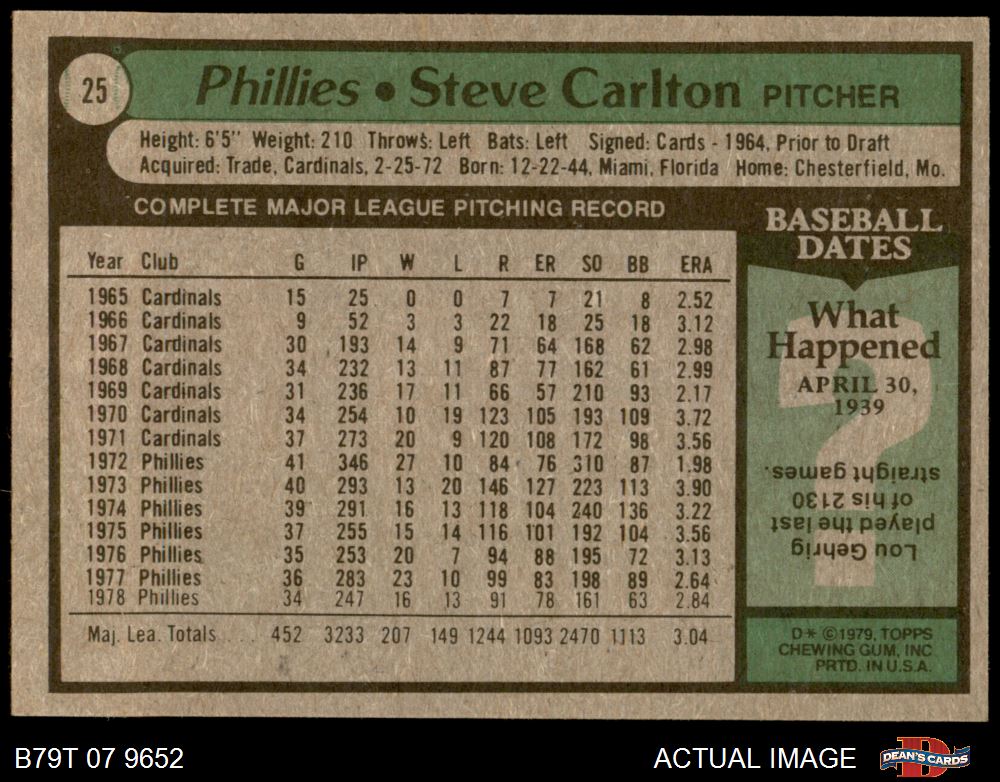 25
Phillies • Steve Carlton PITCHER
Height: 6'5" Weight: 210 Throws: Left Bats: Left Signed: Cards - 1964, Prior to Draft
Acquired: Trade, Cardinals, 2-25-72 Born: 12-22-44, Miami, Florida Home: Chesterfield, Mo.
COMPLETE MAJOR LEAGUE PITCHING RECORD
Year Club G IP W L R ER SO BB ERA
1965 Cardinals 15 25 0 0 7 7 21 8 2.52
1966 Cardinals 9 52 3 3 22 18 25 18 3.12
1967 Cardinals 30 193 14 9 71 64 168 62 2.98
1968 Cardinals 34 232 13 11 87 77 162 61 2.99
1969 Cardinals 31 236 17 11 66 57 210 93 2.17
1970 Cardinals 34 254 10 19 123 105 193 109 3.72
1971 Cardinals 37 273 20 9 120 108 172 98 3.56
1972 Phillies 41 346 27 10 84 76 310 87 1.98
1973 Phillies 40 293 13 20 146 127 223 113 3.90
1974 Phillies 39 291 16 13 118 104 240 136 3.22
1975 Phillies 37 255 15 14 116 101 192 104 3.56
1976 Phillies 35 253 20 7 94 88 195 72 3.13
1977 Phillies 36 283 23 10 99 83 198 89 2.64
1978 Phillies 34 247 16 13 91 78 161 63 2.84
Maj. Lea. Totals . . . 452 3233 207 149 1244 1093 2470 1113 3.04
BASEBALL
DATES
What
Happened
APRIL 30,
1939
?
Lou Gehrig
played the last
of his 2130
straight games.
D* ©1979, TOPPS
CHEWING GUM, INC
PRTD. IN U.S.A.
B79T 07 9652
ACTUAL IMAGE
DEAN'S CARDS